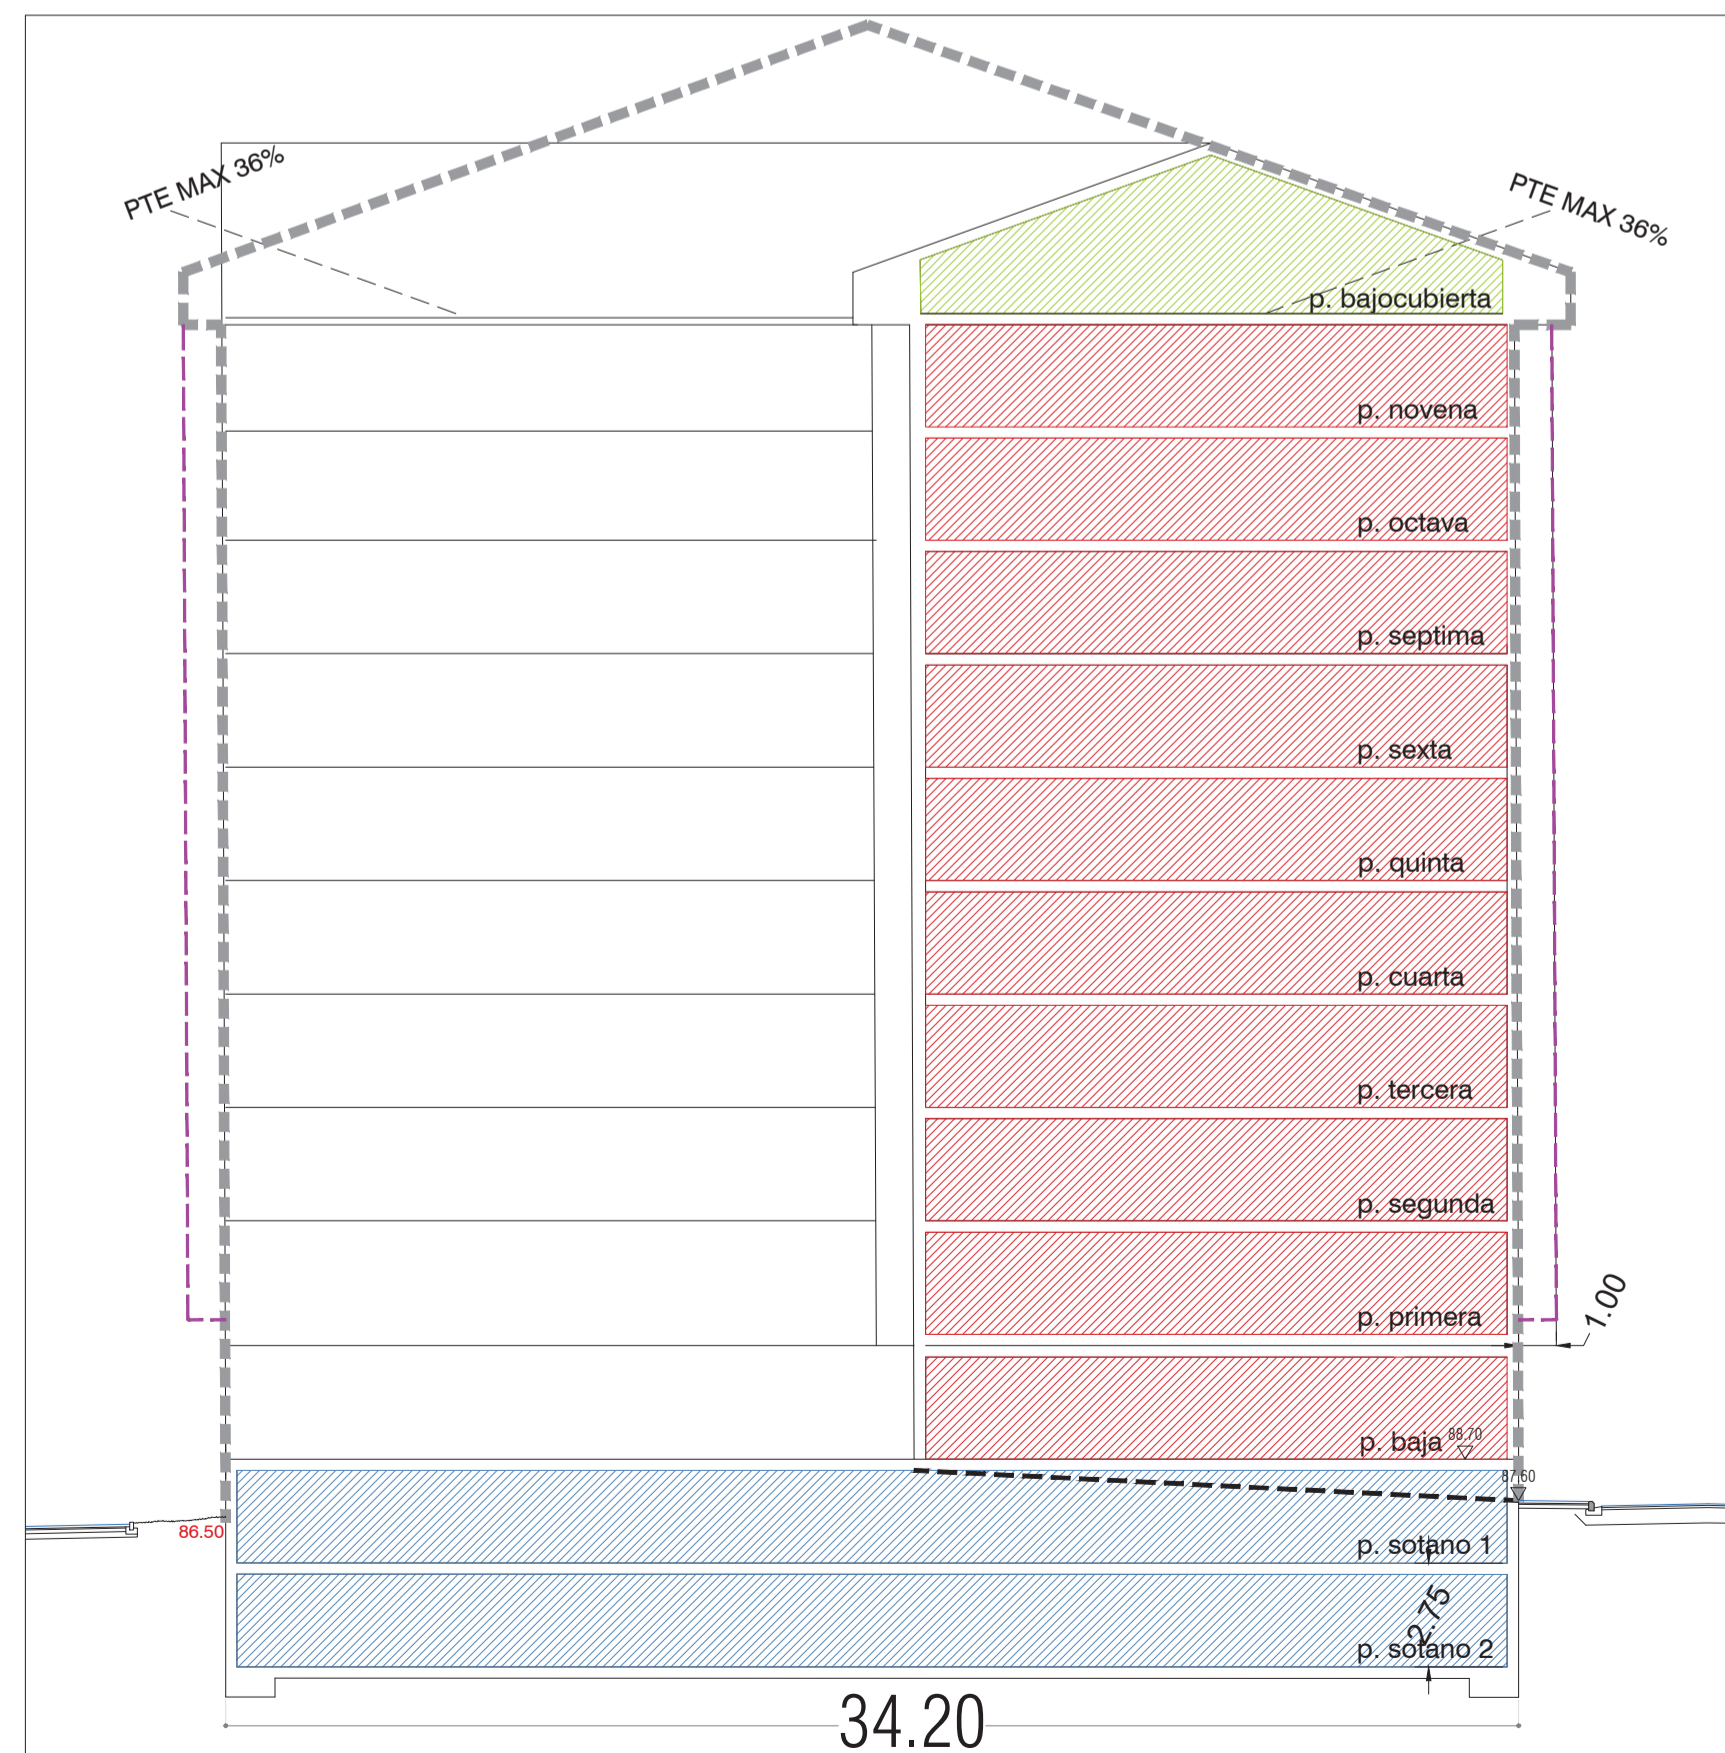 PTE MAX 36%
PTE MAX 36%
p. bajocubierta
p. novena
p. octava
p. septima
p. sexta
p. quinta
p. cuarta
p. tercera
p. segunda
p. primera
1.00
p. baja
88.70
87.60
86.50
p. sotano 1
2.75
p. sotano 2
34.20